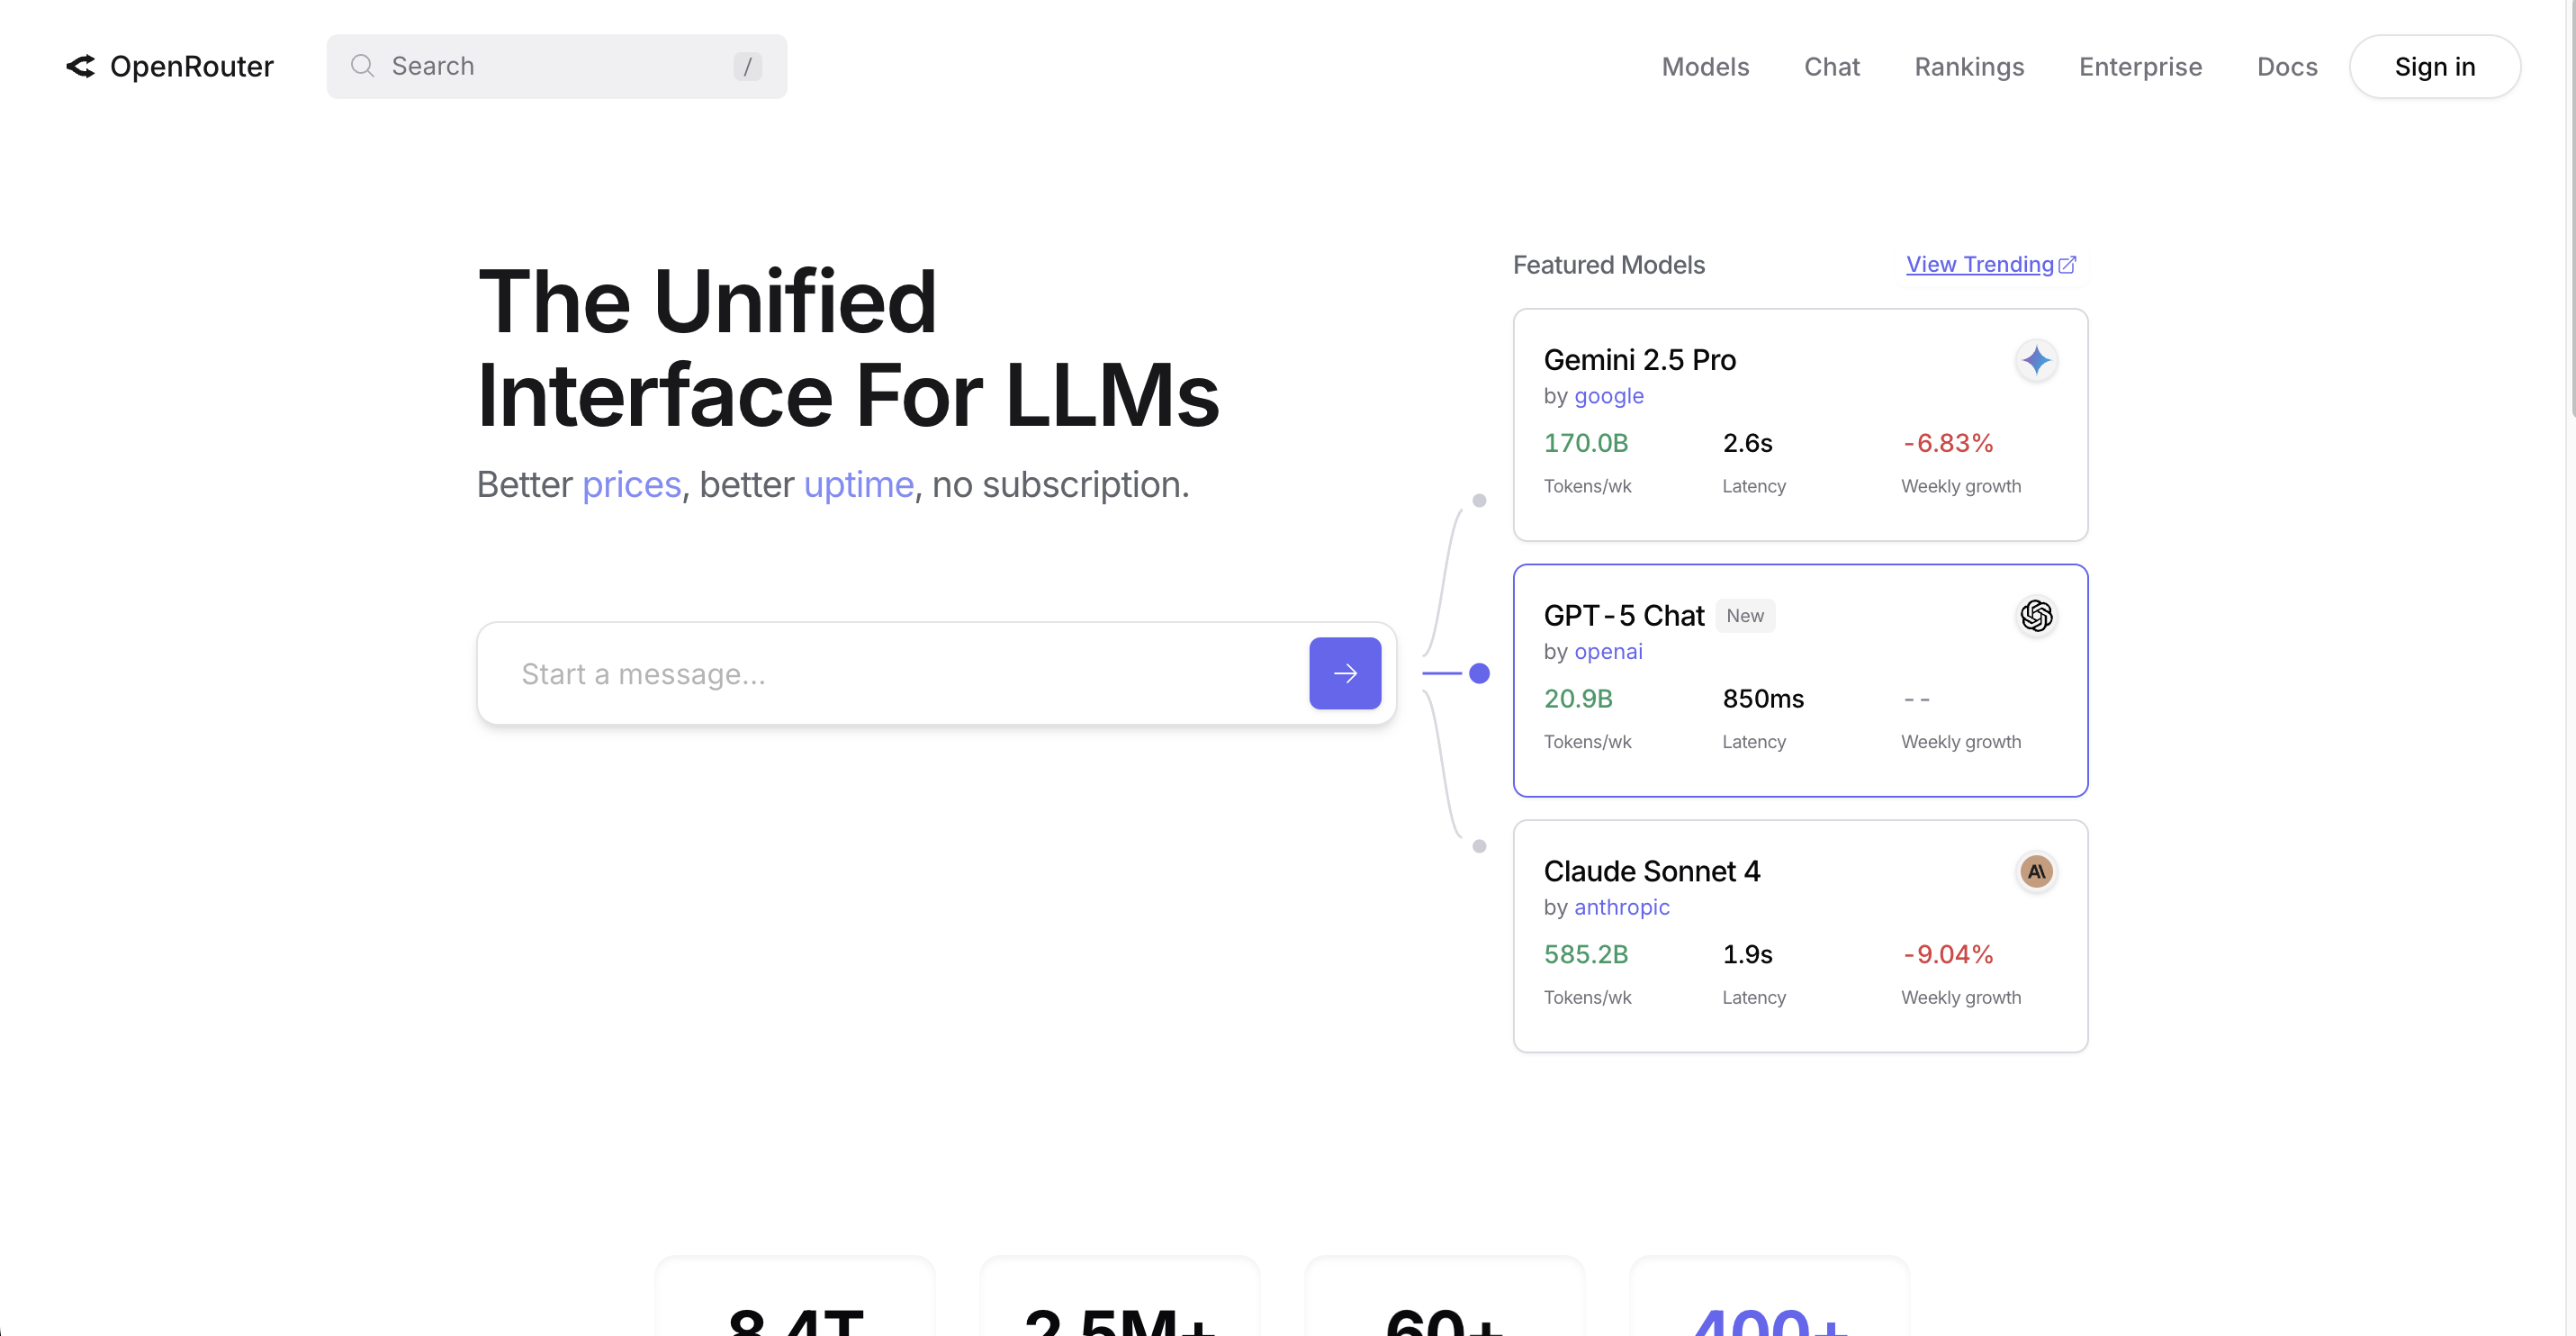 OpenRouter
Search
/
Models
Chat
Rankings
Enterprise
Docs
Sign in
The Unified
Interface For LLMs
Better prices, better uptime, no subscription.
Start a message...
Featured Models
View Trending
Gemini 2.5 Pro
by google
170.0B
2.6s
-6.83%
Tokens/wk
Latency
Weekly growth
GPT-5 Chat
New
by openai
20.9B
850ms
--
Tokens/wk
Latency
Weekly growth
Claude Sonnet 4
by anthropic
585.2B
1.9s
-9.04%
Tokens/wk
Latency
Weekly growth
8.4T
2.5M+
60+
400+